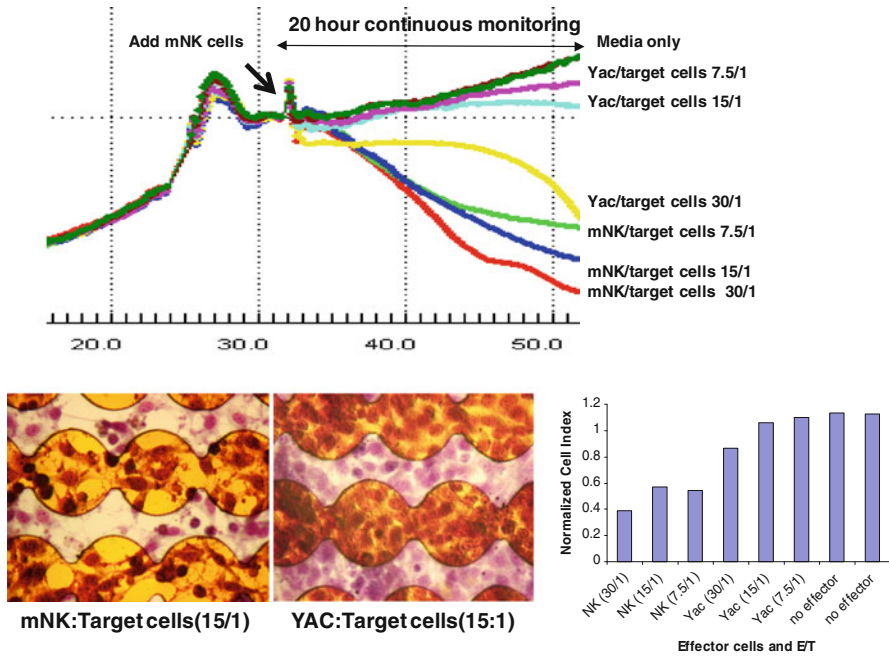 20 hour continuous monitoring
Add mNK cells
Media only
Yac/target cells 7.5/1
Yac/target cells 15/1
Yac/target cells 30/1
mNK/target cells 7.5/1
mNK/target cells 15/1
mNK/target cells 30/1
20.0 30.0 40.0 50.0
mNK:Target cells(15/1)
YAC:Target cells(15:1)
Normalized Cell Index
1.2
1
0.8
0.6
0.4
0.2
0
NK (30/1)
NK (15/1)
NK (7.5/1)
Yac (30/1)
Yac (15/1)
Yac (7.5/1)
no effector
no effector
Effector cells and E/T